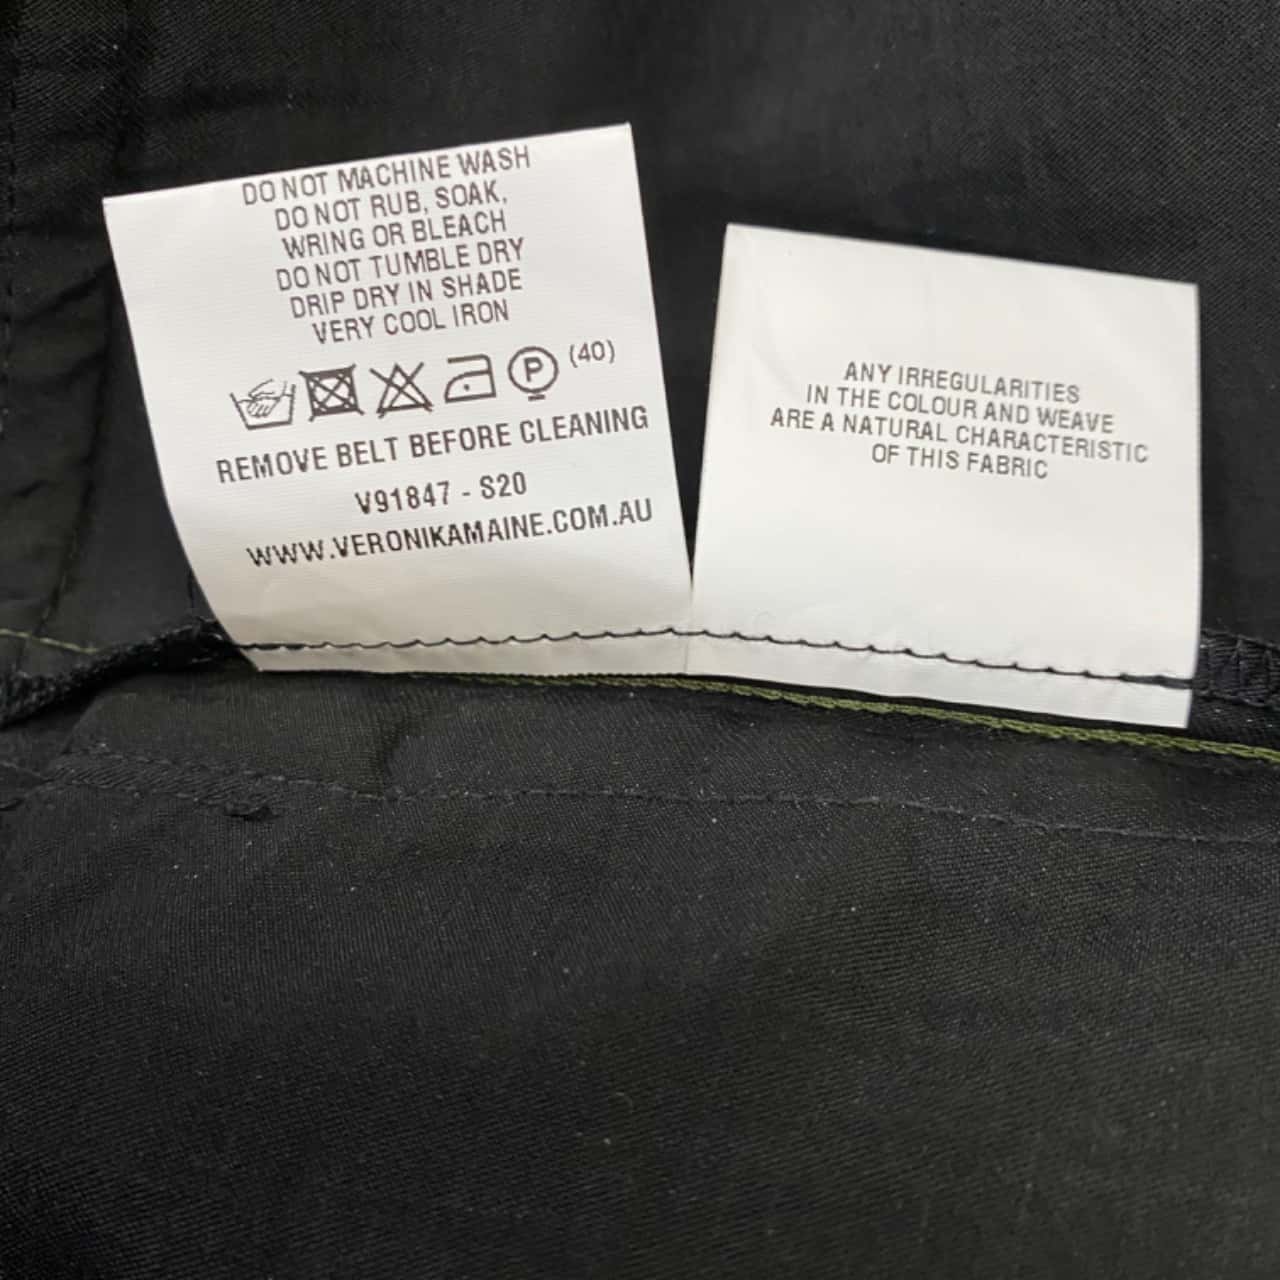 DO NOT MACHINE WASH
DO NOT RUB, SOAK,
WRING OR BLEACH
DO NOT TUMBLE DRY
DRIP DRY IN SHADE
VERY COOL IRON
P (40)
REMOVE BELT BEFORE CLEANING
V91847 - S20
WWW.VERONIKAMAINE.COM.AU
ANY IRREGULARITIES
IN THE COLOUR AND WEAVE
ARE A NATURAL CHARACTERISTIC
OF THIS FABRIC